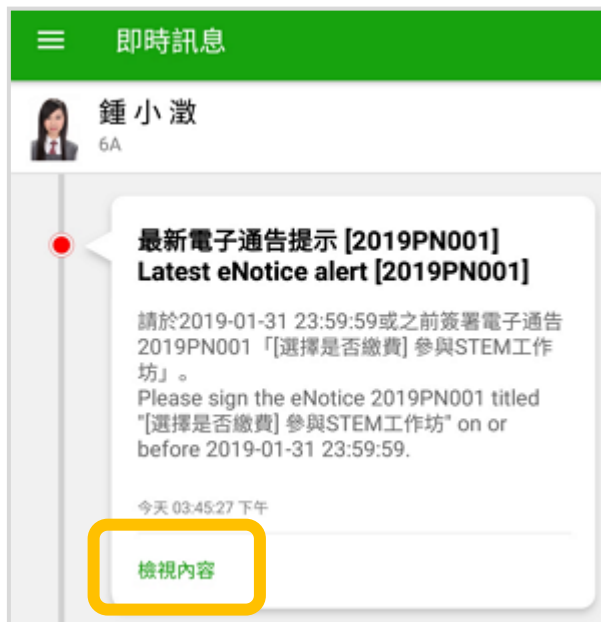 即時訊息
鍾小澂
6A
最新電子通告提示 [2019PN001]
Latest eNotice alert [2019PN001]
請於2019-01-31 23:59:59或之前簽署電子通告
2019PN001「[選擇是否繳費] 參與STEM工作
坊」。
Please sign the eNotice 2019PN001 titled
"[選擇是否繳費] 參與STEM工作坊" on or
before 2019-01-31 23:59:59.
今天 03:45:27 下午
檢視內容